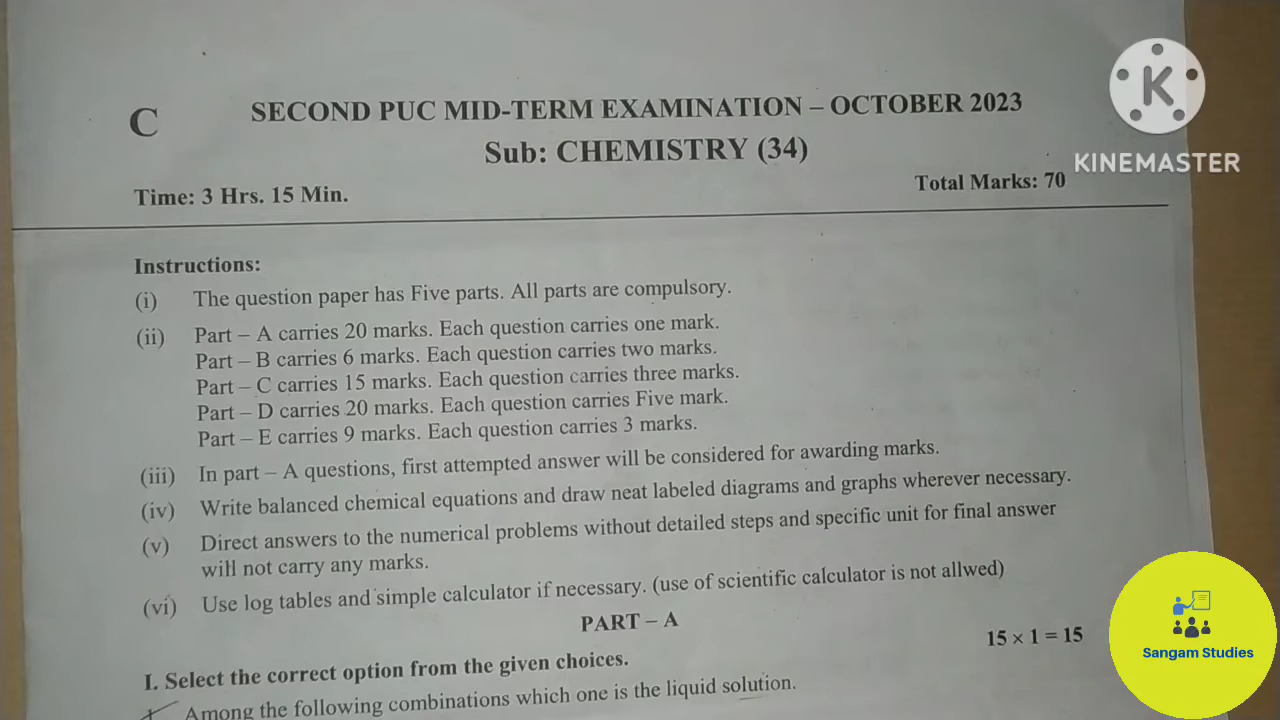 C
SECOND PUC MID-TERM EXAMINATION – OCTOBER 2023
Sub: CHEMISTRY (34)
Time: 3 Hrs. 15 Min.
Total Marks: 70
KINEMASTER
Instructions:
(i) The question paper has Five parts. All parts are compulsory.
(ii) Part – A carries 20 marks. Each question carries one mark.
Part – B carries 6 marks. Each question carries two marks.
Part – C carries 15 marks. Each question carries three marks.
Part – D carries 20 marks. Each question carries Five mark.
Part – E carries 9 marks. Each question carries 3 marks.
(iii) In part – A questions, first attempted answer will be considered for awarding marks.
(iv) Write balanced chemical equations and draw neat labeled diagrams and graphs wherever necessary.
(v) Direct answers to the numerical problems without detailed steps and specific unit for final answer
will not carry any marks.
(vi) Use log tables and simple calculator if necessary. (use of scientific calculator is not allwed)
PART – A
I. Select the correct option from the given choices.
15 × 1 = 15
Among the following combinations which one is the liquid solution.
K
Sangam Studies